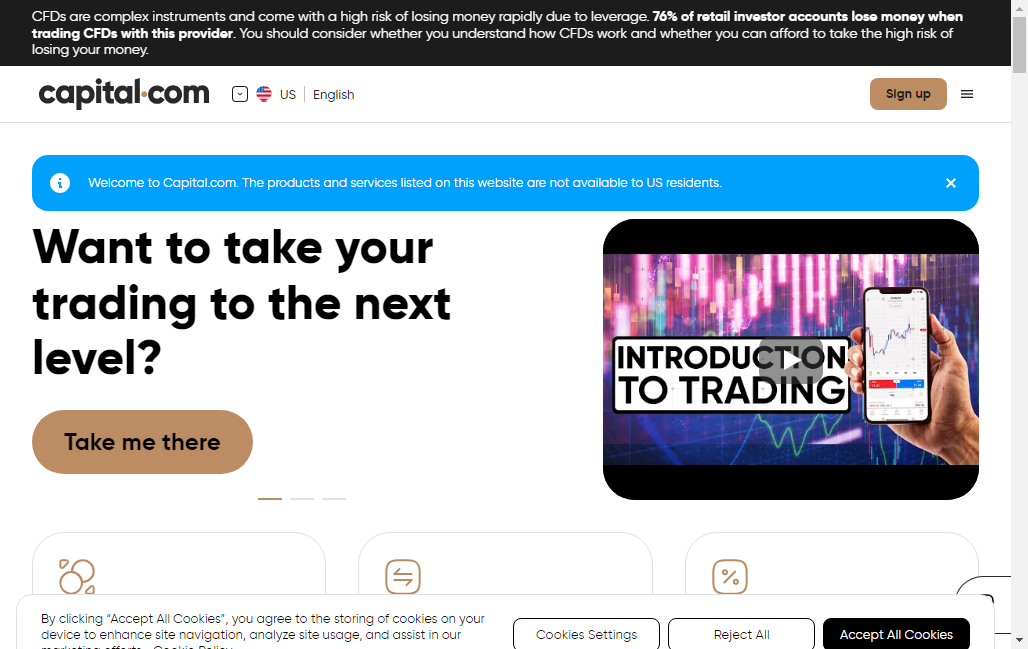 CFDs are complex instruments and come with a high risk of losing money rapidly due to leverage. 76% of retail investor accounts lose money when
trading CFDs with this provider. You should consider whether you understand how CFDs work and whether you can afford to take the high risk of
losing your money.
capital.com
US
English
Sign up
Welcome to Capital.com. The products and services listed on this website are not available to US residents.
Want to take your
trading to the next
level?
Take me there
INTRODUCTION
TO TRADING
By clicking “Accept All Cookies”, you agree to the storing of cookies on your
device to enhance site navigation, analyze site usage, and assist in our
marketing efforts. Cookie Policy
Cookies Settings
Reject All
Accept All Cookies